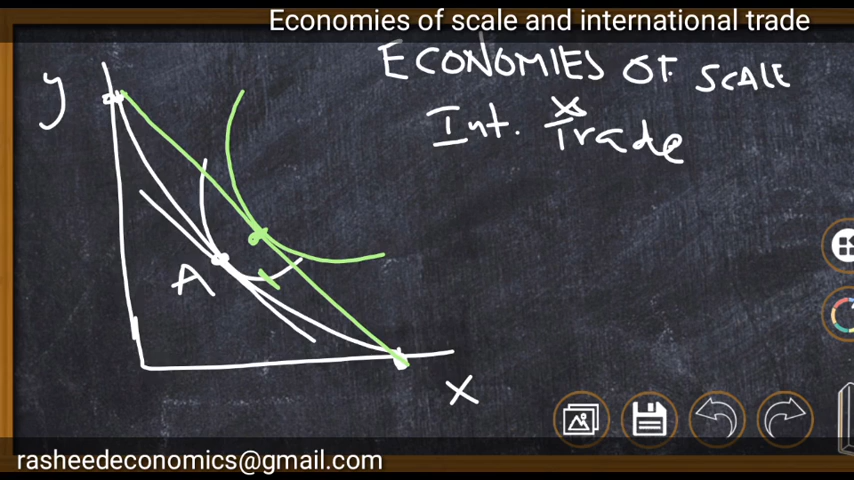 Economies of scale and international trade
ECONOMIES OF SCALE
Int. Trade
y
A
X
rasheedeconomics@gmail.com